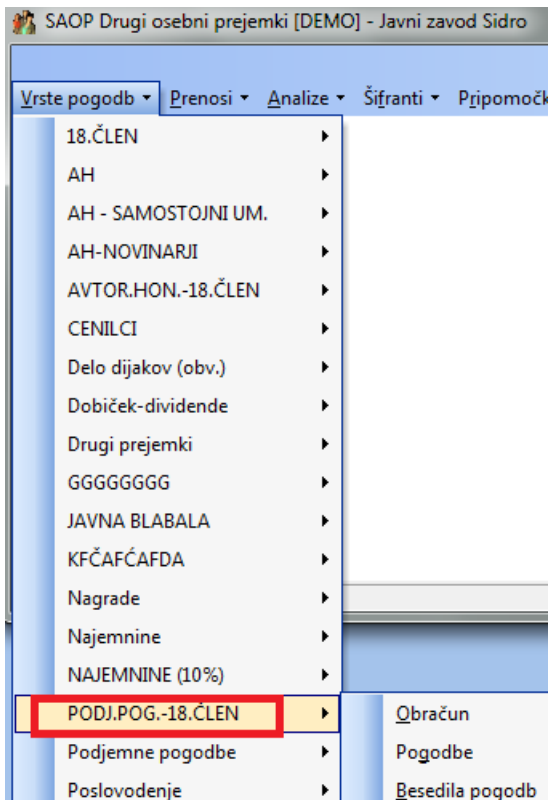 SAOP Drugi osebni prejemki [DEMO] - Javni zavod Sidro
Vrste pogodb Prenosi Analize Šifranti Pripomočk
18.ČLEN
AH
AH - SAMOSTOJNI UM.
AH-NOVINARJI
AVTOR.HON.-18.ČLEN
CENILCI
Delo dijakov (obv.)
Dobiček-dividende
Drugi prejemki
GGGGGGGG
JAVNA BLABALA
KFČAFĆAFDA
Nagrade
Najemnine
NAJEMNINE (10%)
PODJ.POG.-18.ČLEN Obračun
Podjemne pogodbe Pogodbe
Poslovodenje Besedila pogodb